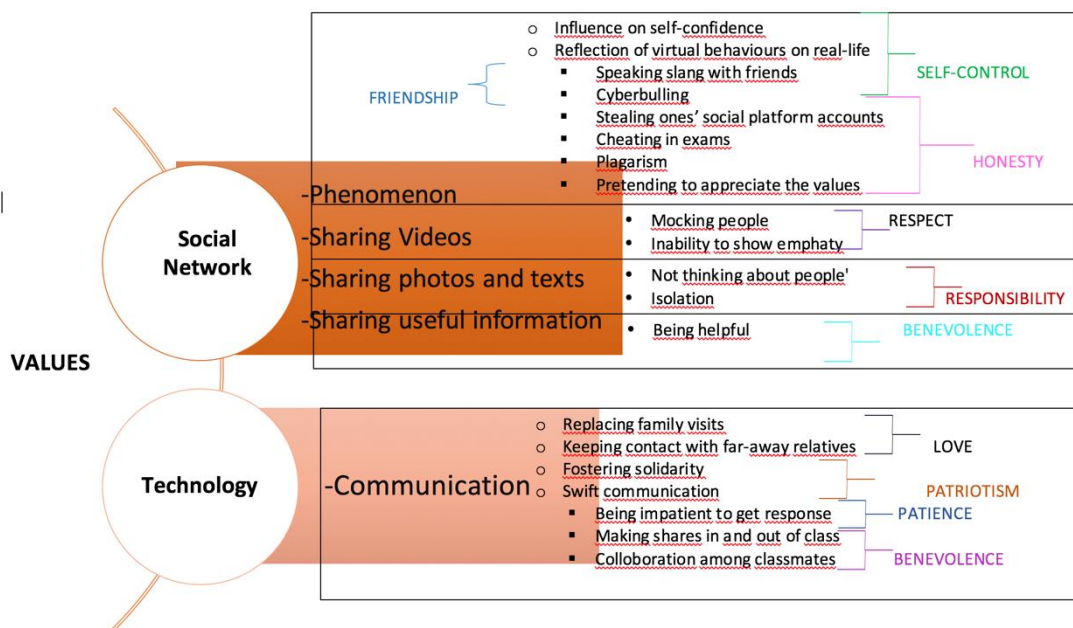 VALUES
Social
Network
-Phenomenon
-Sharing Videos
-Sharing photos and texts
-Sharing useful information
FRIENDSHIP
o Influence on self-confidence
o Reflection of virtual behaviours on real-life
▪ Speaking slang with friends
▪ Cyberbulling
▪ Stealing ones' social platform accounts
▪ Cheating in exams
▪ Plagarism
▪ Pretending to appreciate the values
SELF-CONTROL
HONESTY
• Mocking people
• Inability to show emphaty
RESPECT
• Not thinking about people'
• Isolation
RESPONSIBILITY
• Being helpful
BENEVOLENCE
Technology
-Communication
o Replacing family visits
o Keeping contact with far-away relatives
o Fostering solidarity
o Swift communication
▪ Being impatient to get response
▪ Making shares in and out of class
▪ Colloboration among classmates
LOVE
PATRIOTISM
PATIENCE
BENEVOLENCE